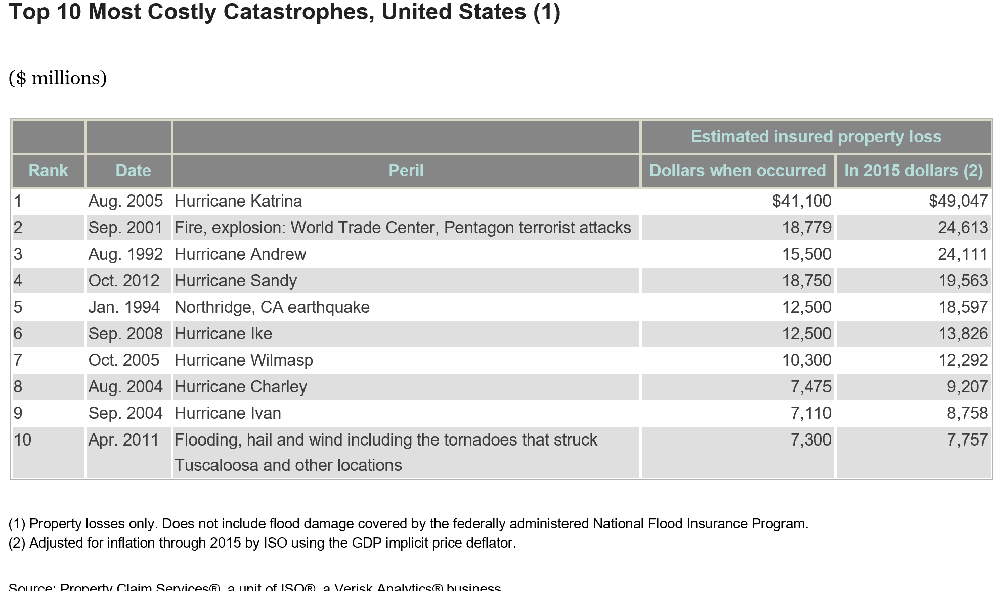 Top 10 Most Costly Catastrophes, United States (1)
($ millions)
Estimated insured property loss
Rank Date Peril Dollars when occurred In 2015 dollars (2)
1 Aug. 2005 Hurricane Katrina $41,100 $49,047
2 Sep. 2001 Fire, explosion: World Trade Center, Pentagon terrorist attacks 18,779 24,613
3 Aug. 1992 Hurricane Andrew 15,500 24,111
4 Oct. 2012 Hurricane Sandy 18,750 19,563
5 Jan. 1994 Northridge, CA earthquake 12,500 18,597
6 Sep. 2008 Hurricane Ike 12,500 13,826
7 Oct. 2005 Hurricane Wilmasp 10,300 12,292
8 Aug. 2004 Hurricane Charley 7,475 9,207
9 Sep. 2004 Hurricane Ivan 7,110 8,758
10 Apr. 2011 Flooding, hail and wind including the tornadoes that struck 7,300 7,757
Tuscaloosa and other locations
(1) Property losses only. Does not include flood damage covered by the federally administered National Flood Insurance Program.
(2) Adjusted for inflation through 2015 by ISO using the GDP implicit price deflator.
Source: Property Claim Services®, a unit of ISO®, a Verisk Analytics® business.